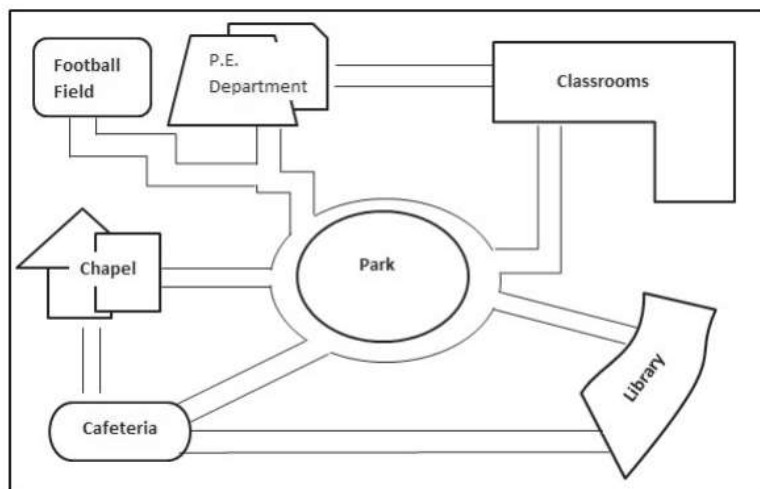 Football
Field
P.E.
Department
Classrooms
Chapel
Park
Library
Cafeteria